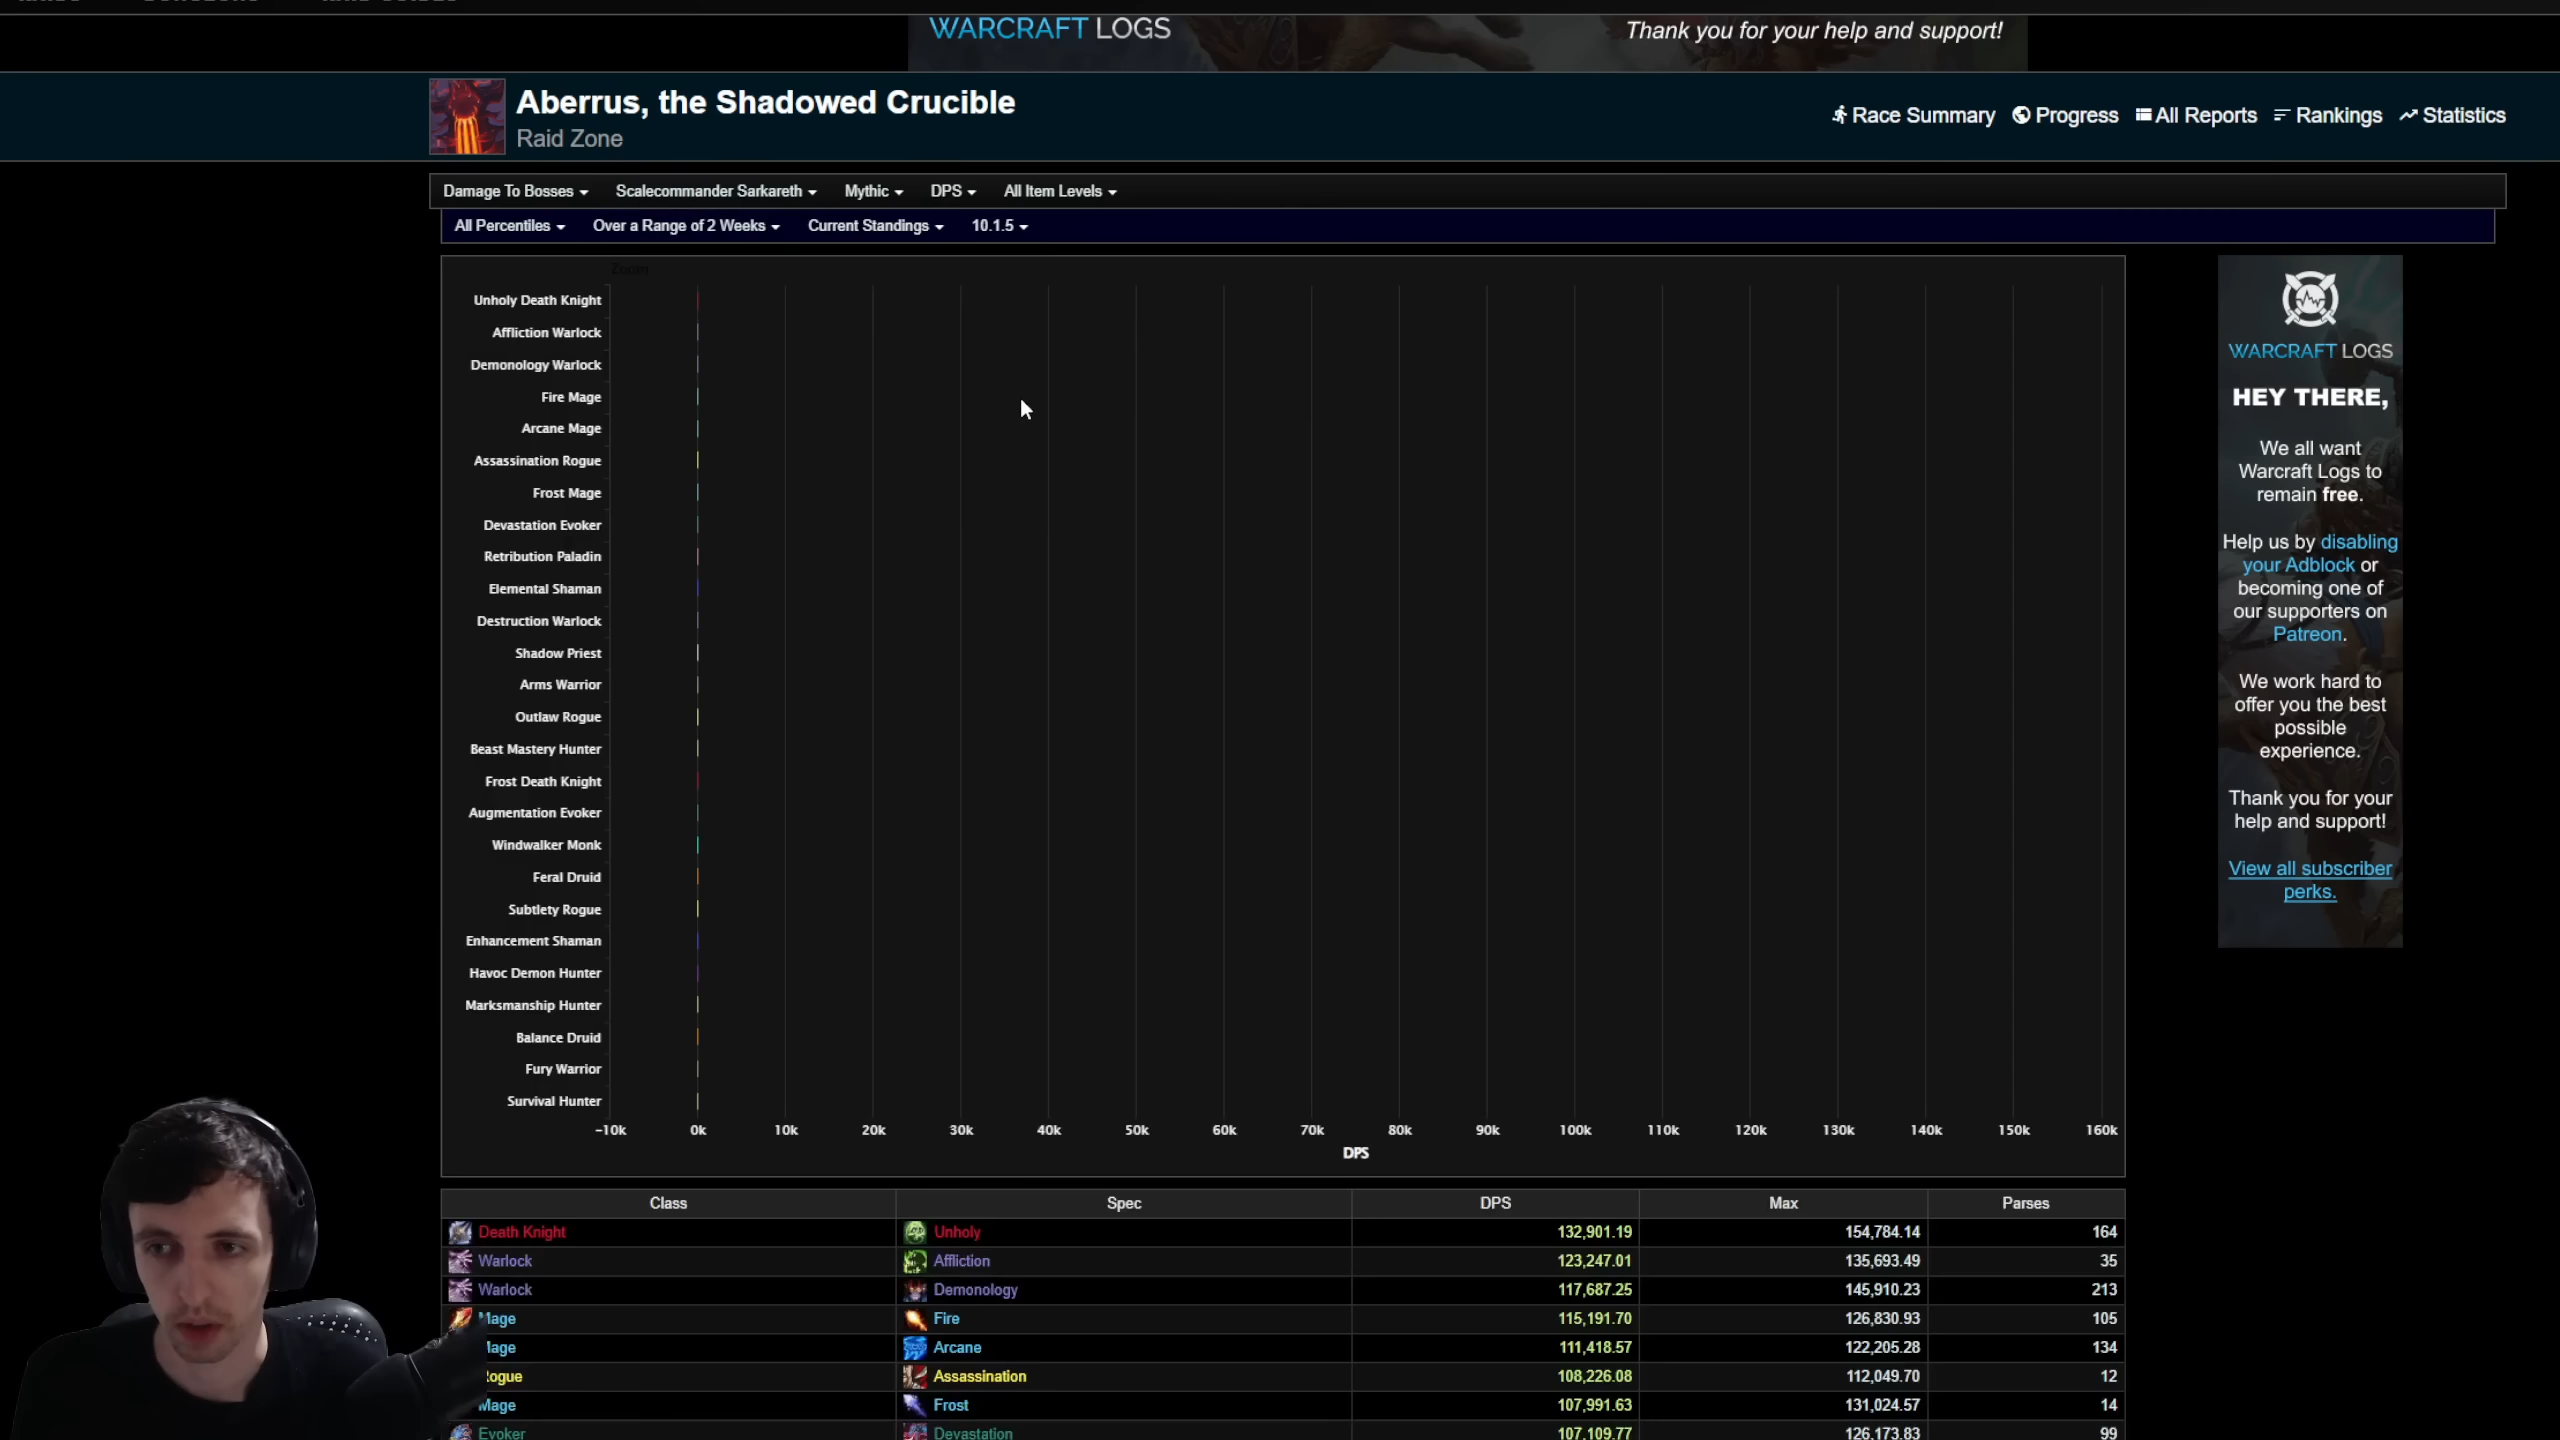 WARCRAFT LOGS
Thank you for your help and support!
Aberrus, the Shadowed Crucible
Raid Zone
Race Summary Progress All Reports Rankings Statistics
Damage To Bosses Scalecommander Sarkareth Mythic DPS All Item Levels
All Percentiles Over a Range of 2 Weeks Current Standings 10.1.5
Zoom
Unholy Death Knight
Affliction Warlock
Demonology Warlock
Fire Mage
Arcane Mage
Assassination Rogue
Frost Mage
Devastation Evoker
Retribution Paladin
Elemental Shaman
Destruction Warlock
Shadow Priest
Arms Warrior
Outlaw Rogue
Beast Mastery Hunter
Frost Death Knight
Augmentation Evoker
Windwalker Monk
Feral Druid
Subtlety Rogue
Enhancement Shaman
Havoc Demon Hunter
Marksmanship Hunter
Balance Druid
Fury Warrior
Survival Hunter
-10k 0k 10k 20k 30k 40k 50k 60k 70k 80k 90k 100k 110k 120k 130k 140k 150k 160k
DPS
WARCRAFT LOGS
HEY THERE,
We all want
Warcraft Logs to
remain free.
Help us by disabling
your Adblock or
becoming one of
our supporters on
Patreon.
We work hard to
offer you the best
possible
experience.
Thank you for your
help and support!
View all subscriber
perks.
Class Spec DPS Max Parses
Death Knight Unholy 132,901.19 154,784.14 164
Warlock Affliction 123,247.01 135,693.49 35
Warlock Demonology 117,687.25 145,910.23 213
Mage Fire 115,191.70 126,830.93 105
Mage Arcane 111,418.57 122,205.28 134
Rogue Assassination 108,226.08 112,049.70 12
Mage Frost 107,991.63 131,024.57 14
Evoker Devastation 107,109.77 126,173.83 99